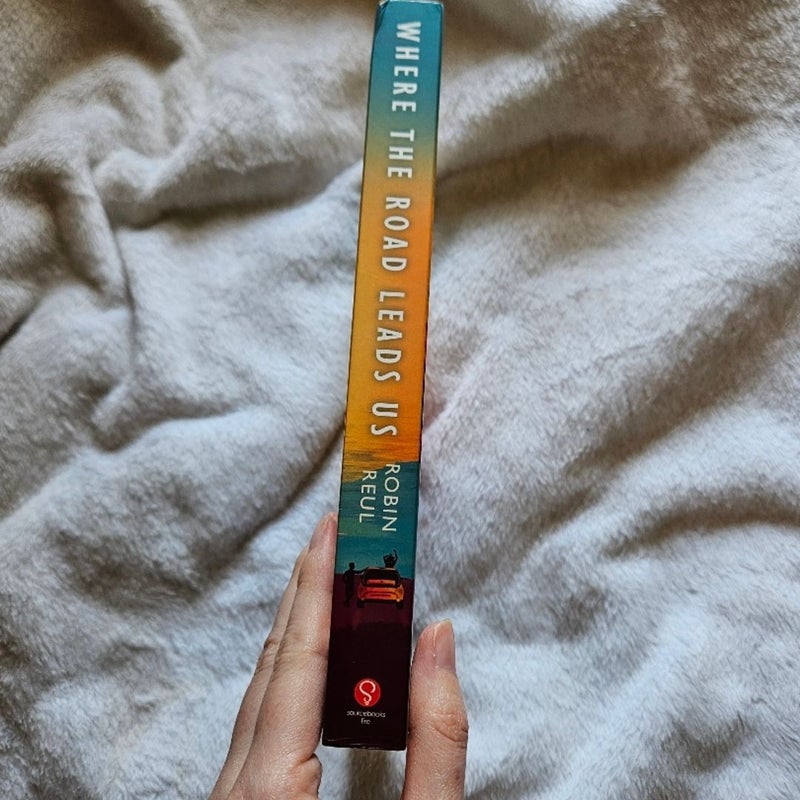 WHERE THE ROAD LEADS US
ROBIN
REUL
sourcebooks
fire